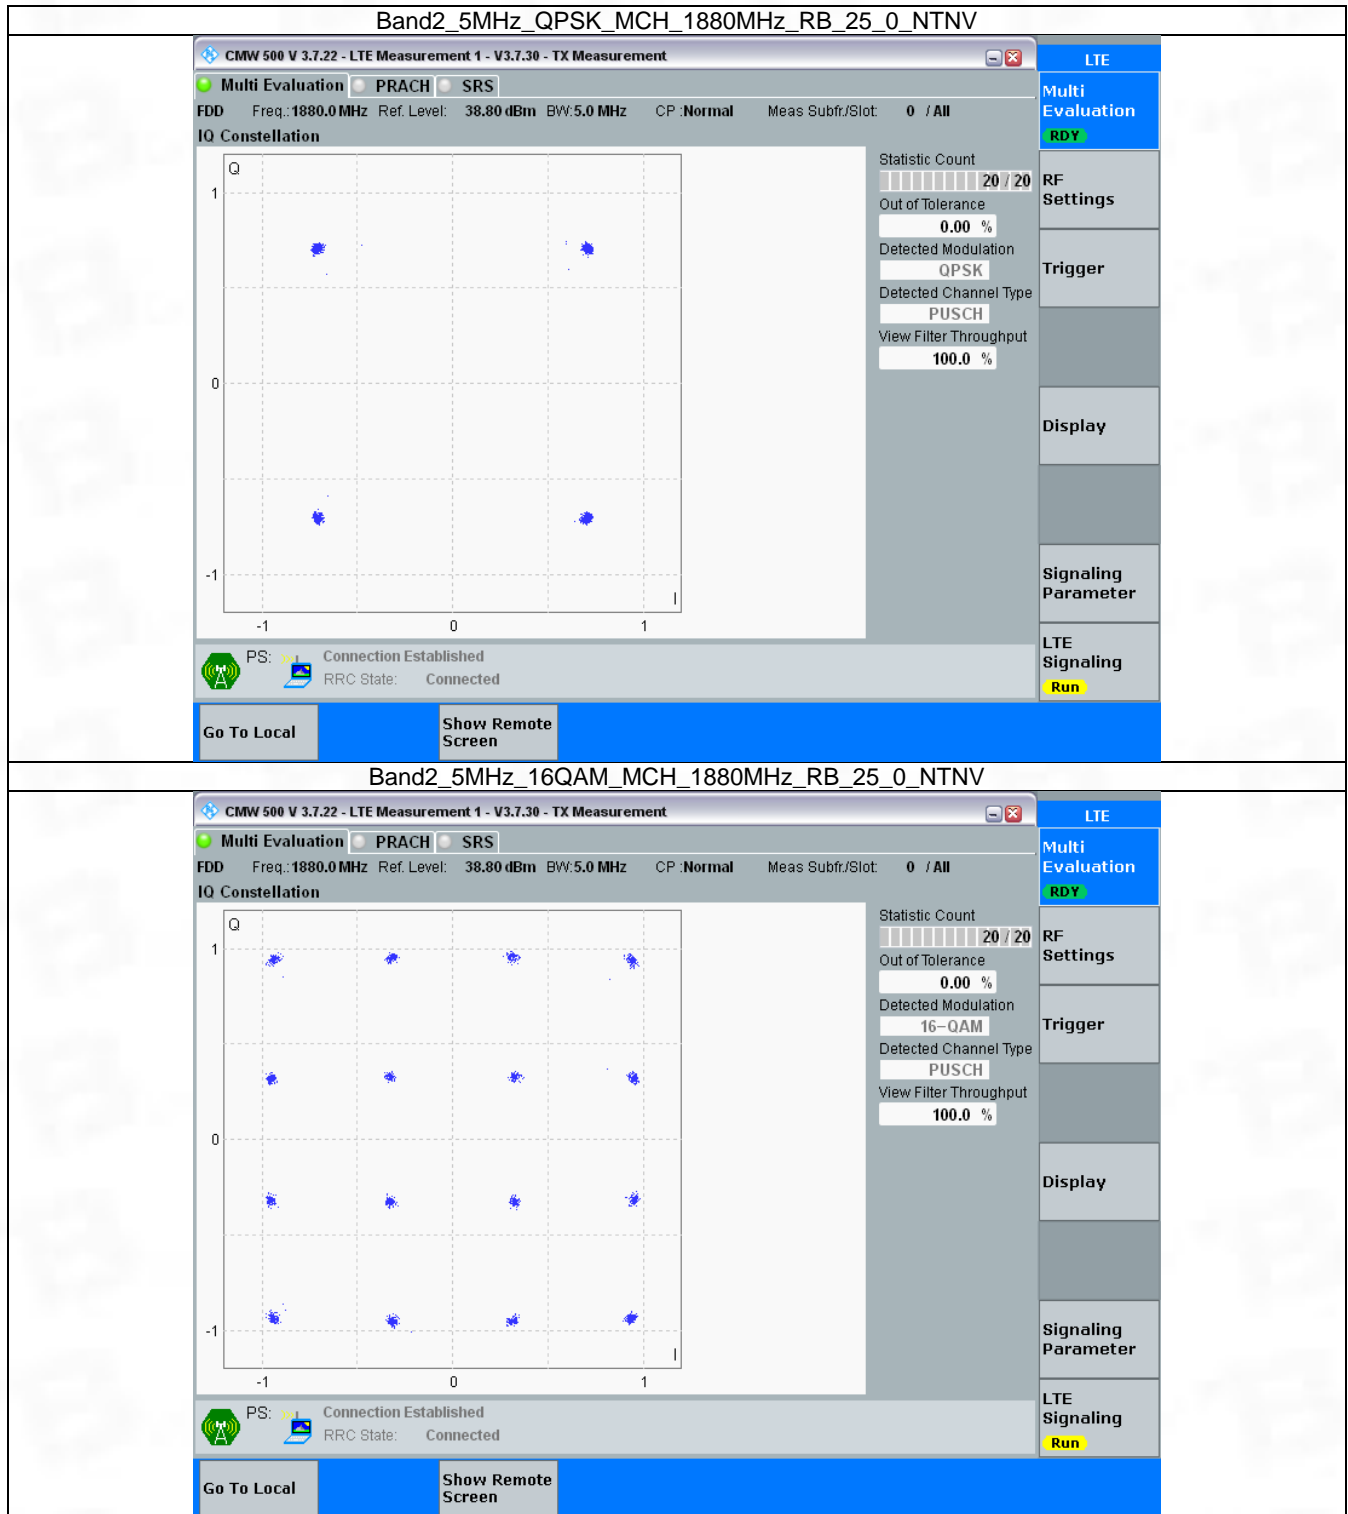 Band2_5MHz_QPSK_MCH_1880MHz_RB_25_0_NTNV
CMW 500 V 3.7.22 - LTE Measurement 1 - V3.7.30 - TX Measurement
LTE
Multi Evaluation PRACH SRS
Multi
Evaluation
RDY
FDD Freq.:1880.0 MHz Ref. Level: 38.80 dBm BW:5.0 MHz CP :Normal Meas Subfr./Slot: 0 / All
IQ Constellation
Q
1
0
-1
I
-1 0 1
Statistic Count
20 / 20
Out of Tolerance
0.00 %
Detected Modulation
QPSK
Detected Channel Type
PUSCH
View Filter Throughput
100.0 %
RF
Settings
Trigger
Display
Signaling
Parameter
LTE
Signaling
Run
PS: Connection Established
RRC State: Connected
Go To Local
Show Remote
Screen
Band2_5MHz_16QAM_MCH_1880MHz_RB_25_0_NTNV
CMW 500 V 3.7.22 - LTE Measurement 1 - V3.7.30 - TX Measurement
LTE
Multi Evaluation PRACH SRS
Multi
Evaluation
RDY
FDD Freq.:1880.0 MHz Ref. Level: 38.80 dBm BW:5.0 MHz CP :Normal Meas Subfr./Slot: 0 / All
IQ Constellation
Q
1
0
-1
I
-1 0 1
Statistic Count
20 / 20
Out of Tolerance
0.00 %
Detected Modulation
16-QAM
Detected Channel Type
PUSCH
View Filter Throughput
100.0 %
RF
Settings
Trigger
Display
Signaling
Parameter
LTE
Signaling
Run
PS: Connection Established
RRC State: Connected
Go To Local
Show Remote
Screen